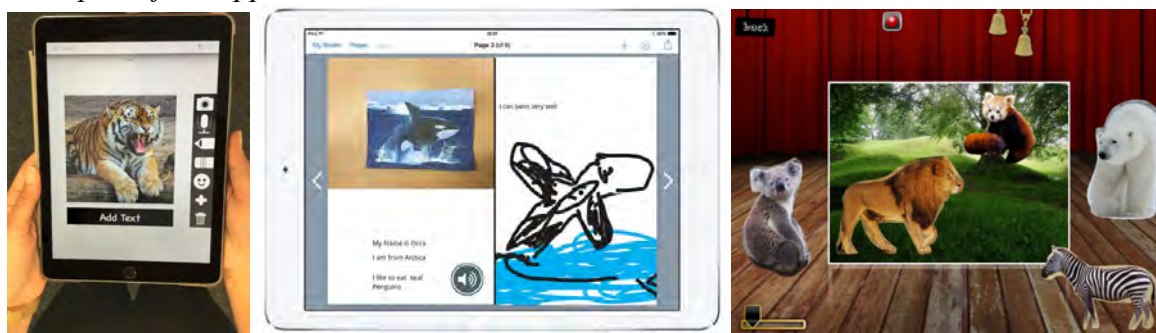 Add Text
My Books Pages
Page 3 (of 9)
I can swim very well
My Name is Orca
I am from Arctica
I like to eat seal
Penguins
back